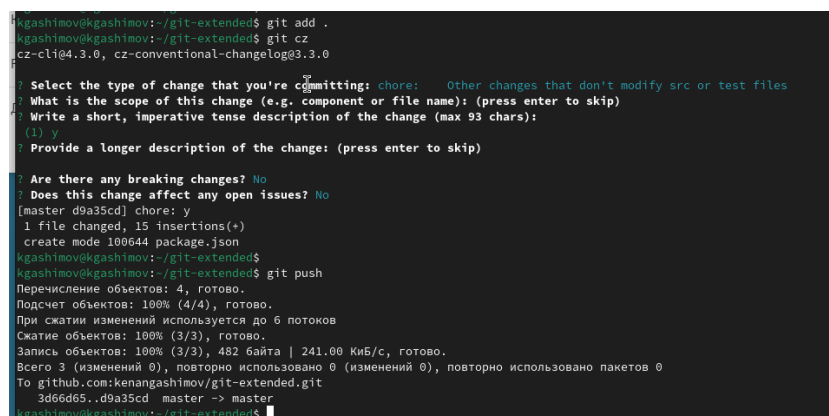 kgashimov@kgashimov:~/git-extended$ git add .
kgashimov@kgashimov:~/git-extended$ git cz
cz-cli@4.3.0, cz-conventional-changelog@3.3.0
? Select the type of change that you're committing: chore:    Other changes that don't modify src or test files
? What is the scope of this change (e.g. component or file name): (press enter to skip)
? Write a short, imperative tense description of the change (max 93 chars):
 (1) y
? Provide a longer description of the change: (press enter to skip)
? Are there any breaking changes? No
? Does this change affect any open issues? No
[master d9a35cd] chore: y
 1 file changed, 15 insertions(+)
 create mode 100644 package.json
kgashimov@kgashimov:~/git-extended$
kgashimov@kgashimov:~/git-extended$ git push
Перечисление объектов: 4, готово.
Подсчет объектов: 100% (4/4), готово.
При сжатии изменений используется до 6 потоков
Сжатие объектов: 100% (3/3), готово.
Запись объектов: 100% (3/3), 482 байта | 241.00 КиБ/с, готово.
Всего 3 (изменений 0), повторно использовано 0 (изменений 0), повторно использовано пакетов 0
To github.com:kenangashimov/git-extended.git
   3d66d65..d9a35cd  master -> master
kgashimov@kgashimov:~/git-extended$